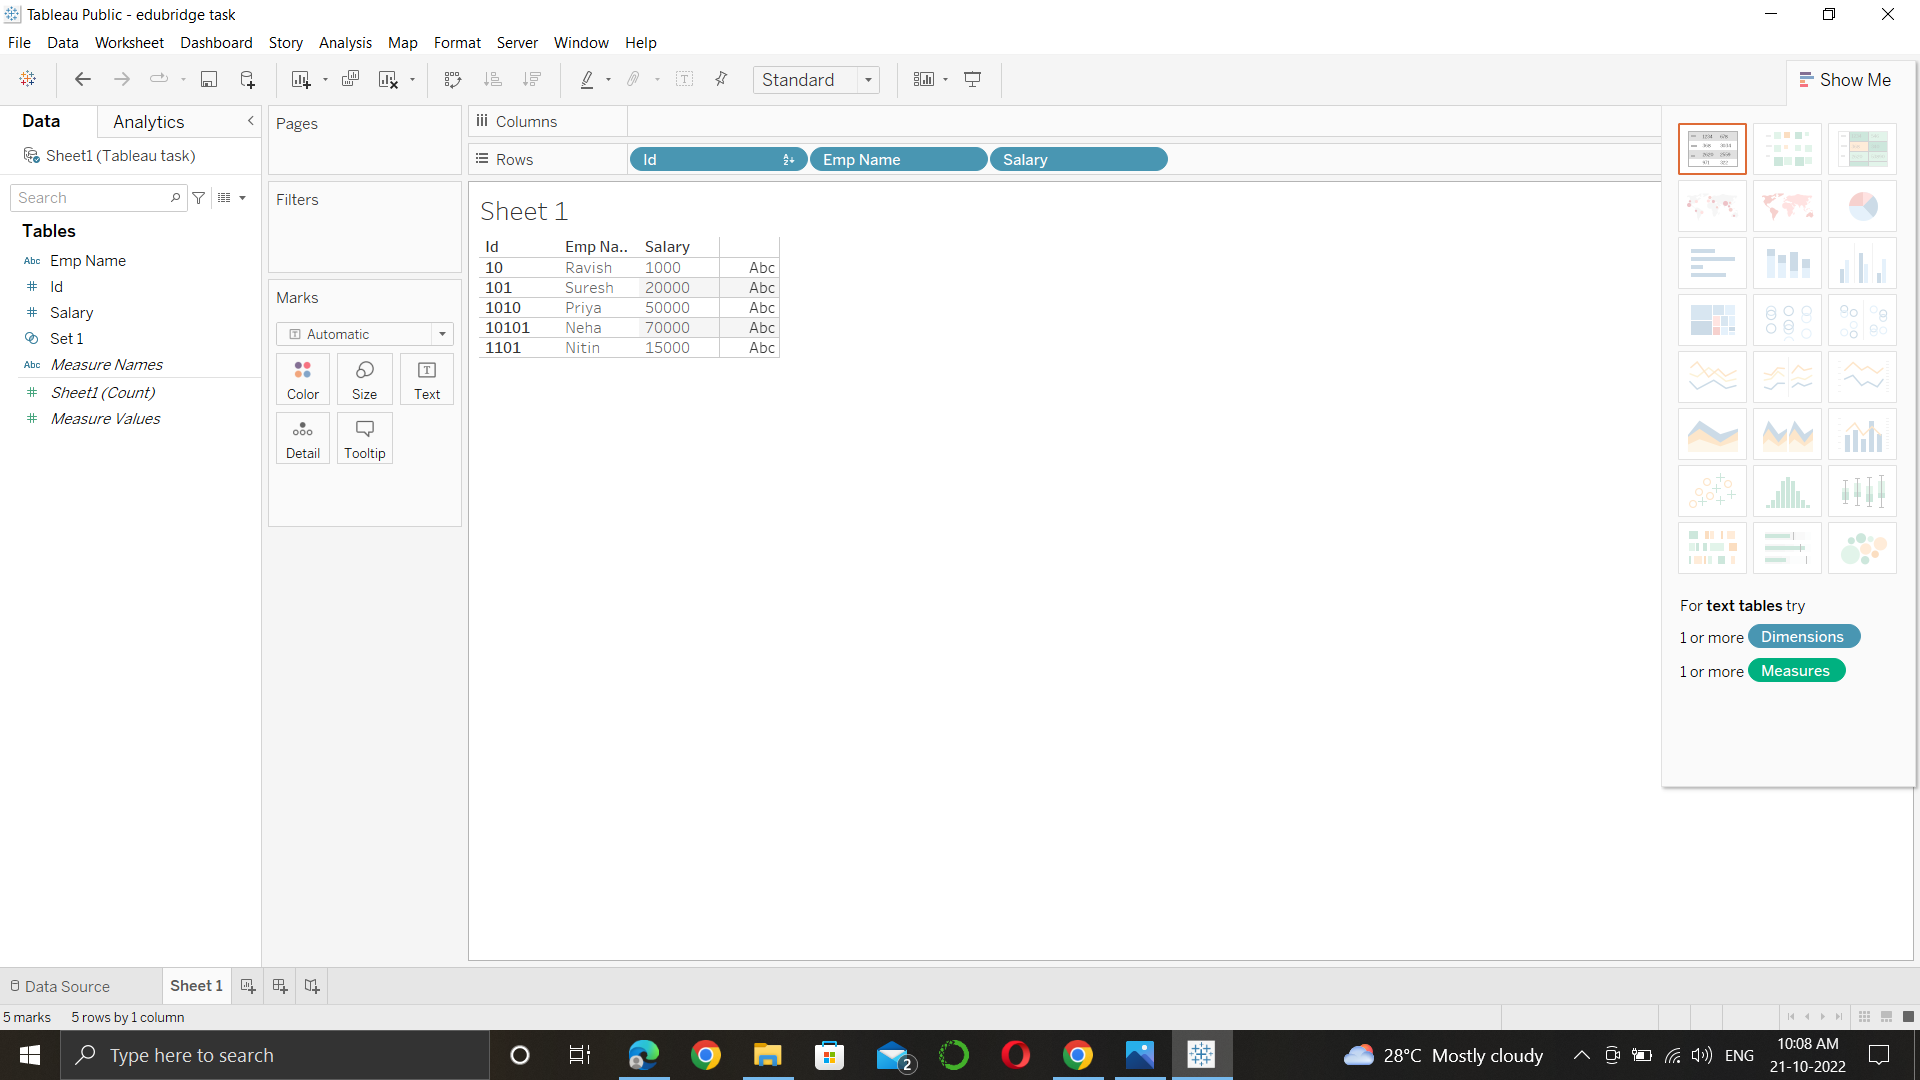 Tableau Public - edubridge task
File Data Worksheet Dashboard Story Analysis Map Format Server Window Help
Standard
Show Me
Data Analytics
Sheet1 (Tableau task)
Search
Tables
Abc Emp Name
Id
Salary
Set 1
Abc Measure Names
Sheet1 (Count)
Measure Values
Pages
Filters
Marks
Automatic
Color Size Text
Detail Tooltip
Columns
Rows Id Emp Name Salary
Sheet 1
Id Emp Na.. Salary
10 Ravish 1000 Abc
101 Suresh 20000 Abc
1010 Priya 50000 Abc
10101 Neha 70000 Abc
1101 Nitin 15000 Abc
For text tables try
1 or more Dimensions
1 or more Measures
Data Source Sheet 1
5 marks 5 rows by 1 column
Type here to search
2
28°C Mostly cloudy
ENG
10:08 AM
21-10-2022